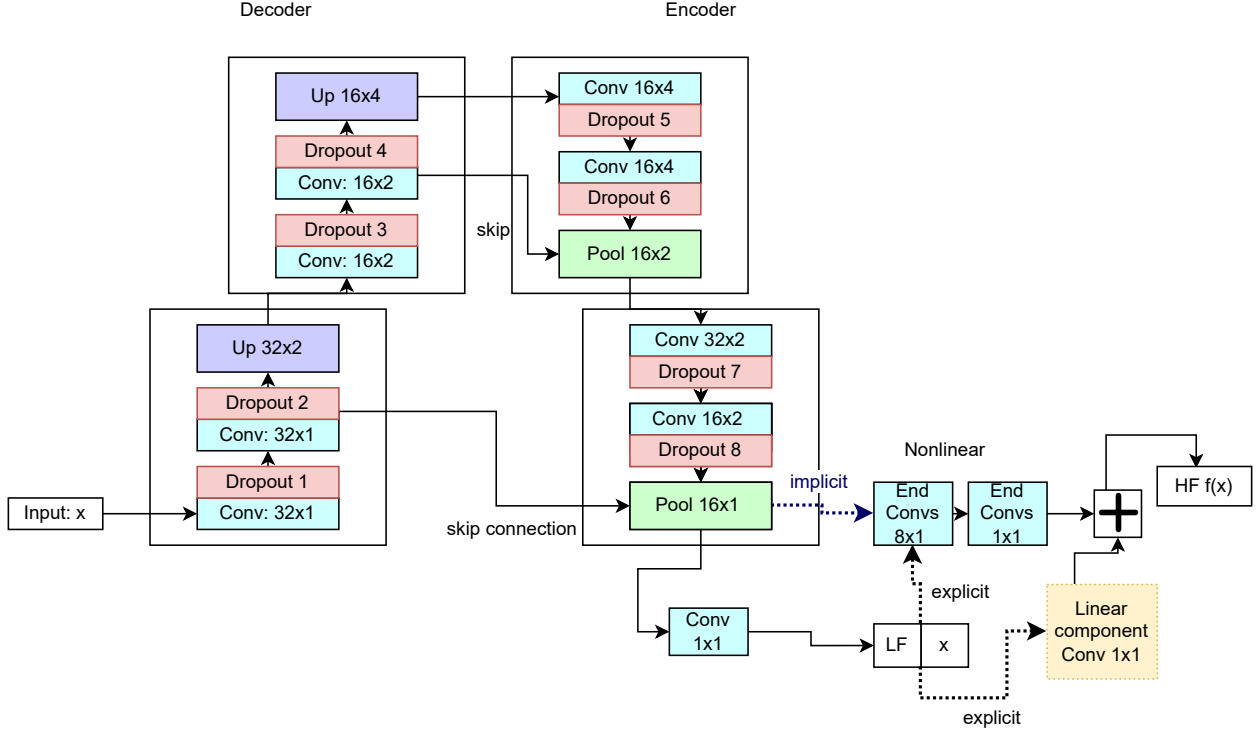 Decoder
Encoder
Up 16x4
Dropout 4
Conv: 16x2
Dropout 3
Conv: 16x2
Conv 16x4
Dropout 5
Conv 16x4
Dropout 6
Pool 16x2
skip
Up 32x2
Dropout 2
Conv: 32x1
Dropout 1
Conv: 32x1
Input: x
skip connection
Conv 32x2
Dropout 7
Conv 16x2
Dropout 8
Pool 16x1
implicit
Nonlinear
End
Convs
8x1
End
Convs
1x1
HF f(x)
explicit
Conv
1x1
LF
x
Linear
component
Conv 1x1
explicit